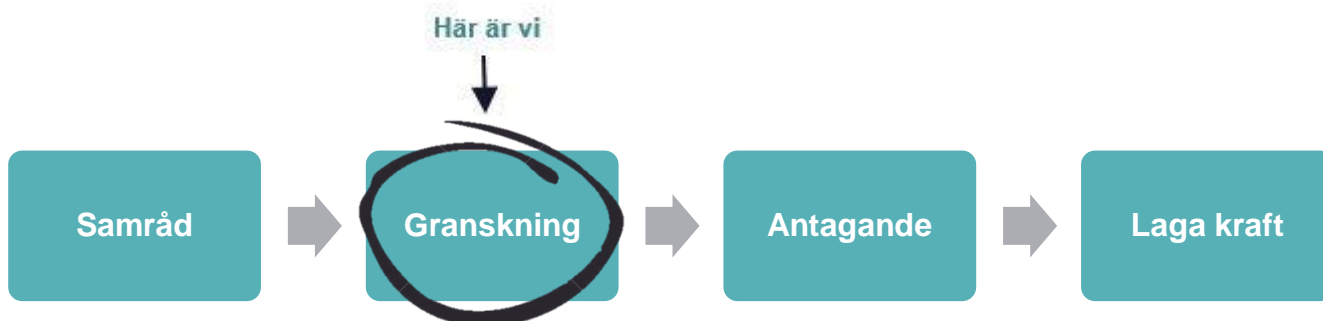 Här är vi
Samråd
Granskning
Antagande
Laga kraft